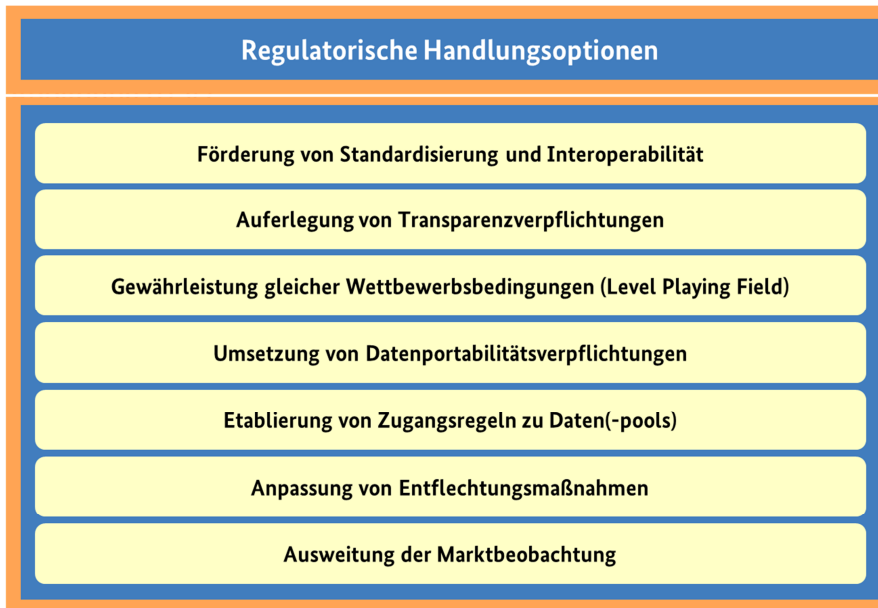 Regulatorische Handlungsoptionen
Förderung von Standardisierung und Interoperabilität
Auferlegung von Transparenzverpflichtungen
Gewährleistung gleicher Wettbewerbsbedingungen (Level Playing Field)
Umsetzung von Datenportabilitätsverpflichtungen
Etablierung von Zugangsregeln zu Daten(-pools)
Anpassung von Entflechtungsmaßnahmen
Ausweitung der Marktbeobachtung